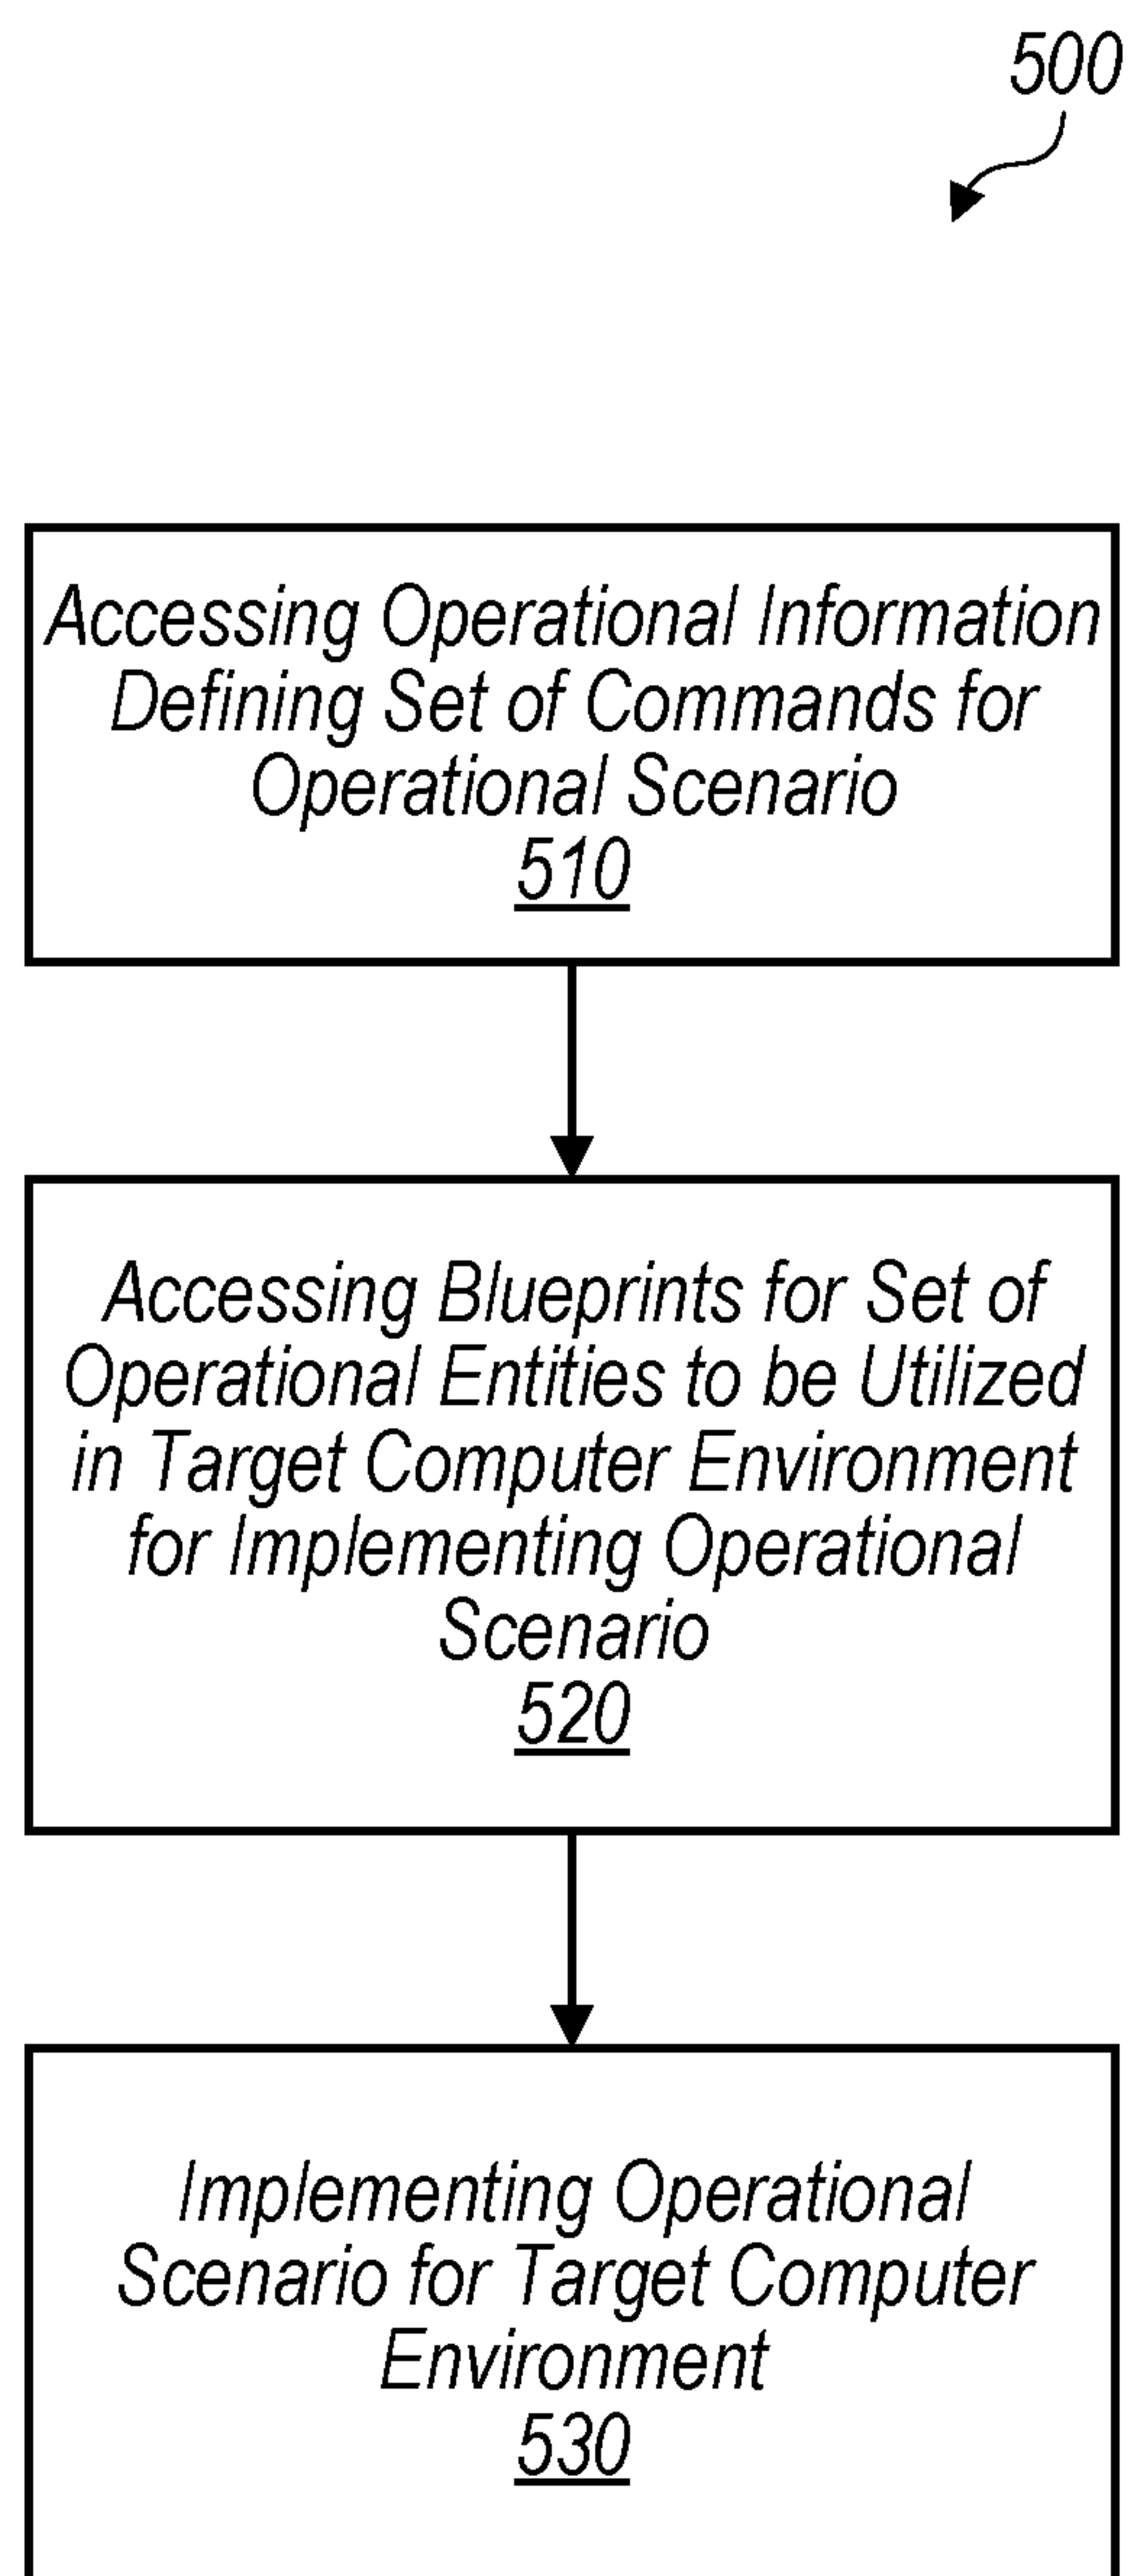 500
Accessing Operational Information
Defining Set of Commands for
Operational Scenario
510
Accessing Blueprints for Set of
Operational Entities to be Utilized
in Target Computer Environment
for Implementing Operational
Scenario
520
Implementing Operational
Scenario for Target Computer
Environment
530